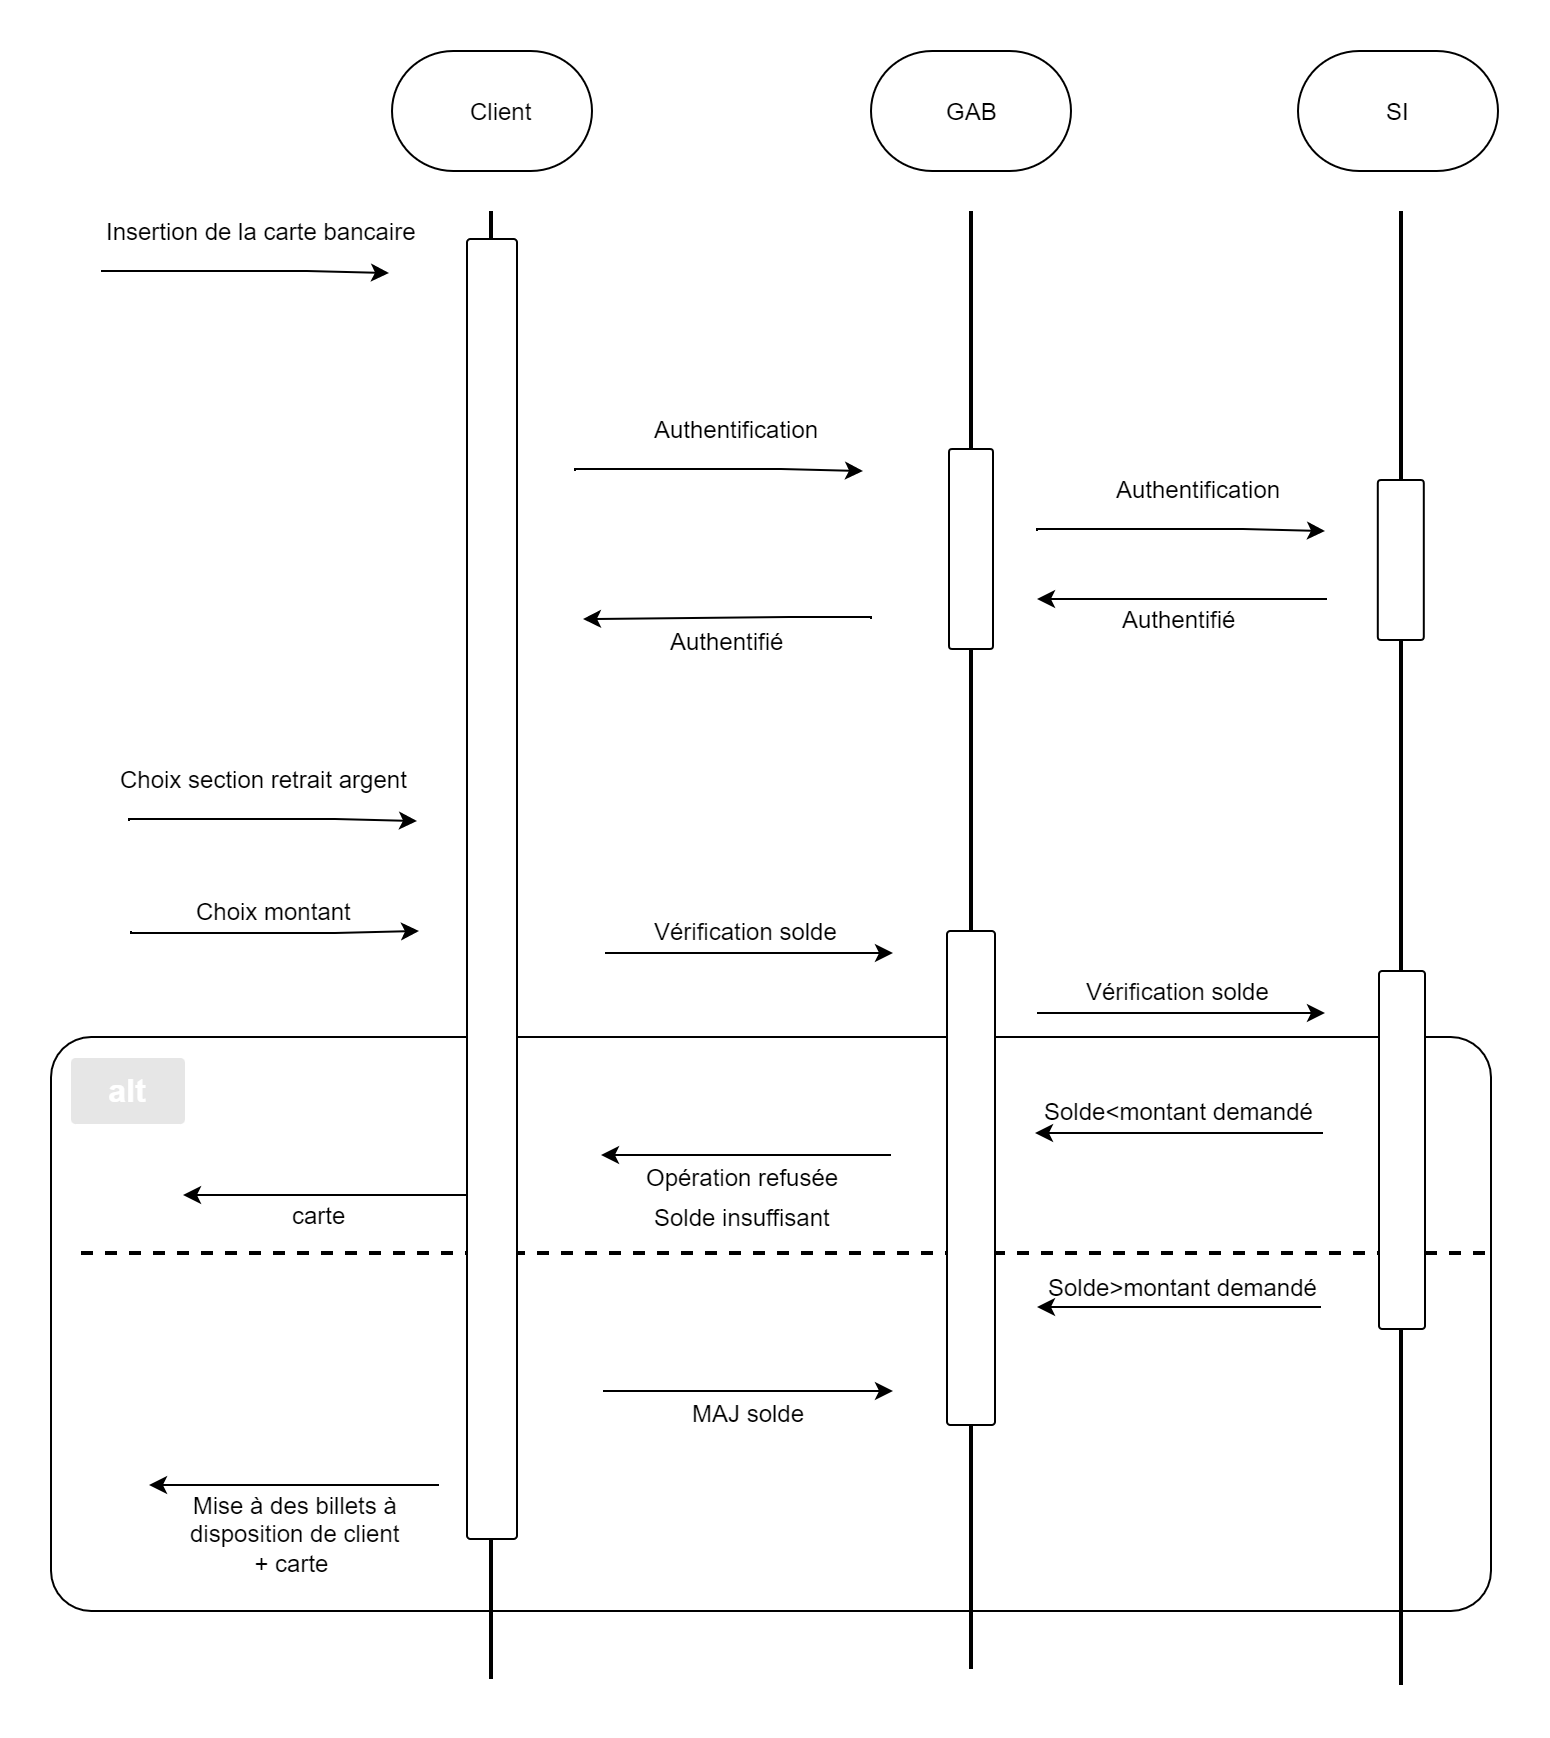 Client
GAB
SI
Insertion de la carte bancaire
Authentification
Authentification
Authentifié
Authentifié
Choix section retrait argent
Choix montant
Vérification solde
Vérification solde
alt
Solde<montant demandé
Opération refusée
Solde insuffisant
carte
Solde>montant demandé
MAJ solde
Mise à des billets à
disposition de client
+ carte